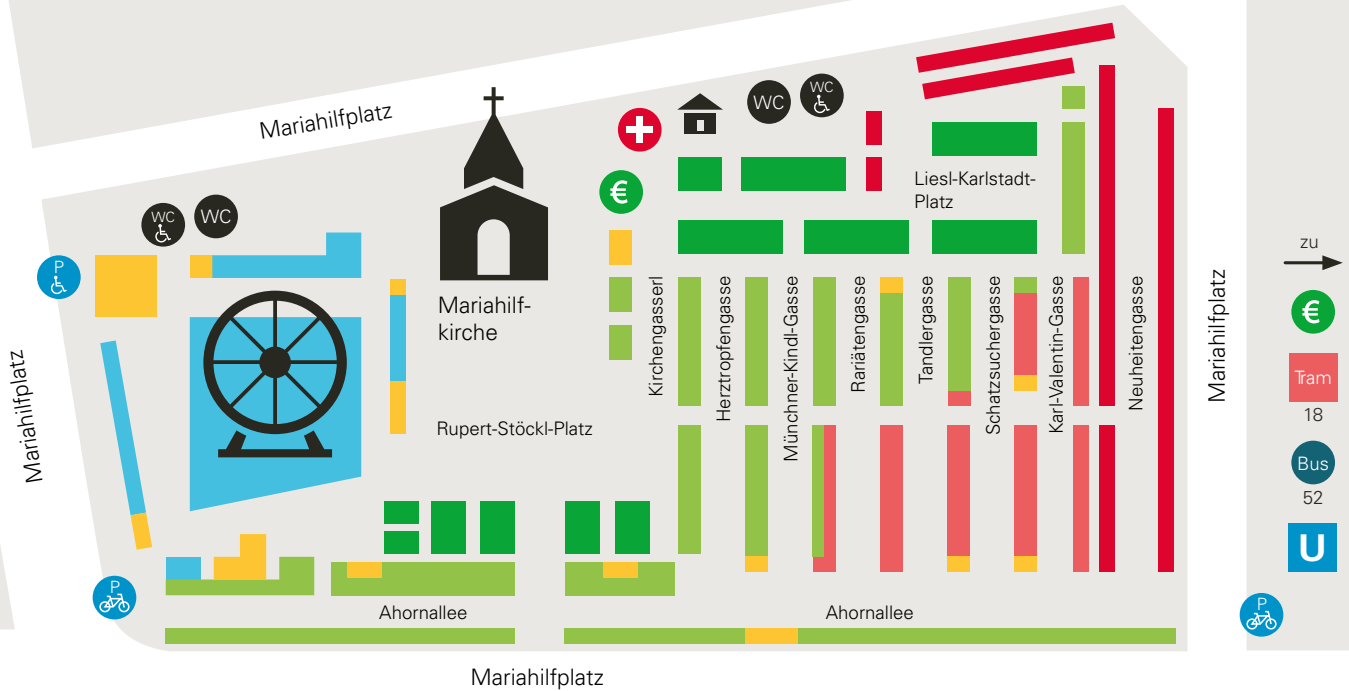 Mariahilfplatz
WC
WC
WC
WC
€
Liesl-Karlstadt-
Platz
P
Mariahilf-
kirche
Rupert-Stöckl-Platz
Kirchengasserl
Herztropfengasse
Münchner-Kindl-Gasse
Rariätengasse
Tandlergasse
Schatzsuchergasse
Karl-Valentin-Gasse
Neuheitengasse
Mariahilfplatz
Mariahilfplatz
zu
€
Tram
18
Bus
52
U
P
P
Ahornallee
Ahornallee
Mariahilfplatz